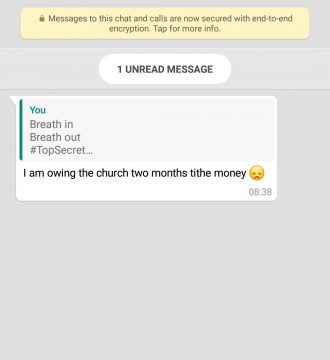 Messages to this chat and calls are now secured with end-to-end
encryption. Tap for more info.
1 UNREAD MESSAGE
You
Breath in
Breath out
#TopSecret...
I am owing the church two months tithe money 😞
08:38